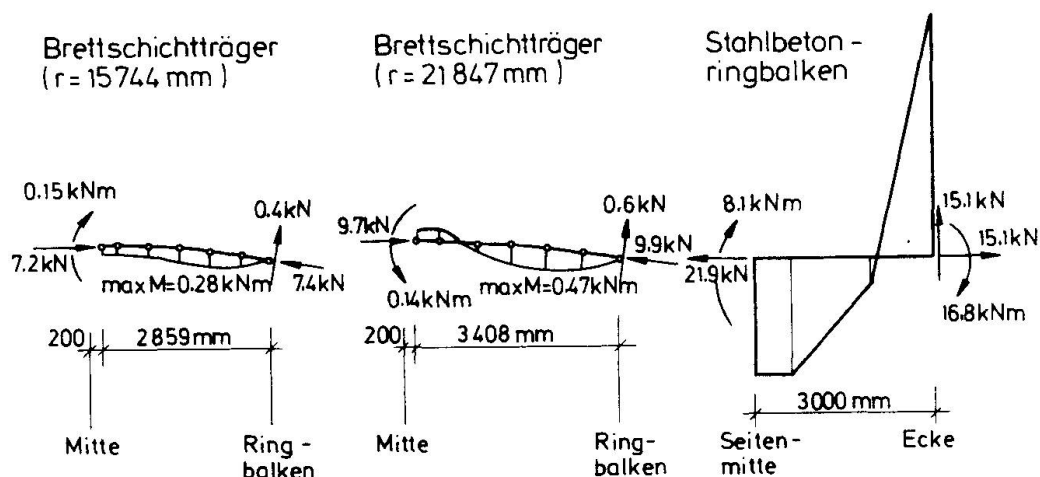 Brettschichtträger
(r = 15744 mm)
0.15 kNm
0.4 kN
7.2 kN
max M = 0.28 kNm
7.4 kN
200
2859 mm
Mitte
Ring-
balken
Brettschichtträger
(r = 21847 mm)
9.7 kN
0.6 kN
9.9 kN
0.14 kNm
max M = 0.47 kNm
200
3408 mm
Mitte
Ring-
balken
Stahlbeton-
ringbalken
8.1 kNm
15.1 kN
15.1 kN
21.9 kN
16.8 kNm
3000 mm
Seiten-
mitte
Ecke